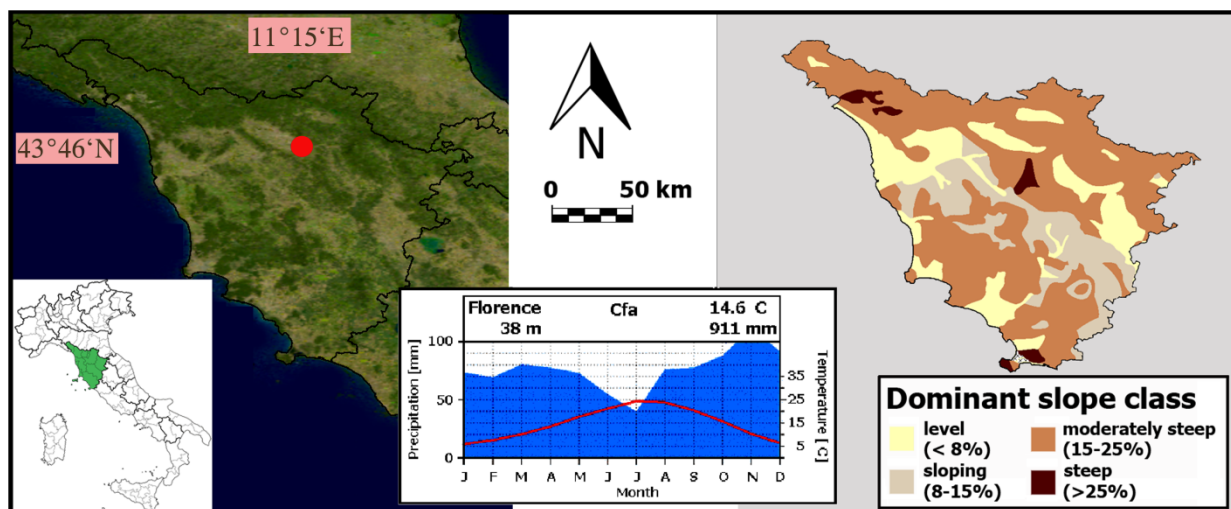 11°15‘E
43°46‘N
N
0 50 km
Florence Cfa 14.6 C
38 m 911 mm
Precipitation [mm]
100
50
0
Temperature [ C]
35
25
15
5
J F M A M J J A S O N D
Month
Dominant slope class
level
(< 8%)
moderately steep
(15-25%)
sloping
(8-15%)
steep
(>25%)